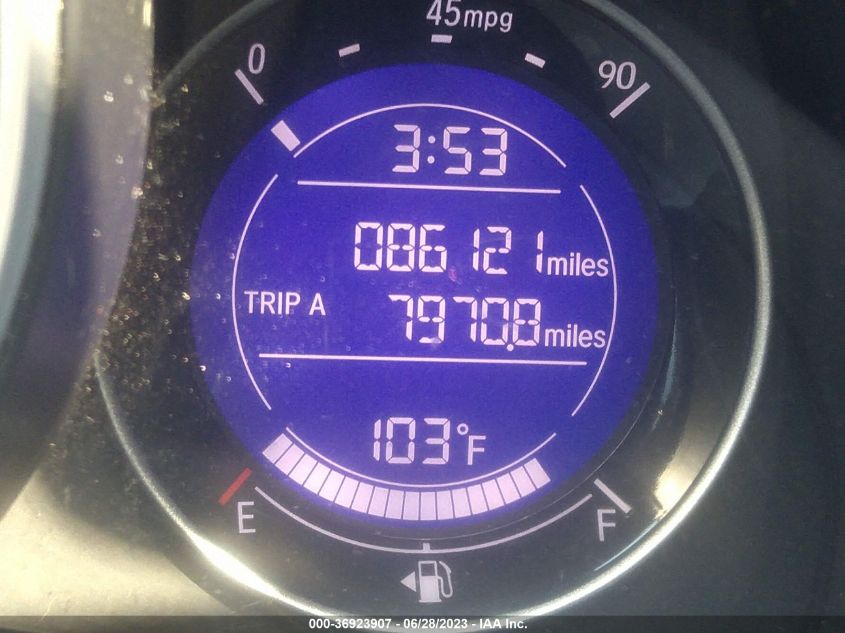 45mpg
0
90
3:53
086121miles
TRIP A 7970.8miles
103°F
E
F
000-36923907 - 06/28/2023 - IAA Inc.